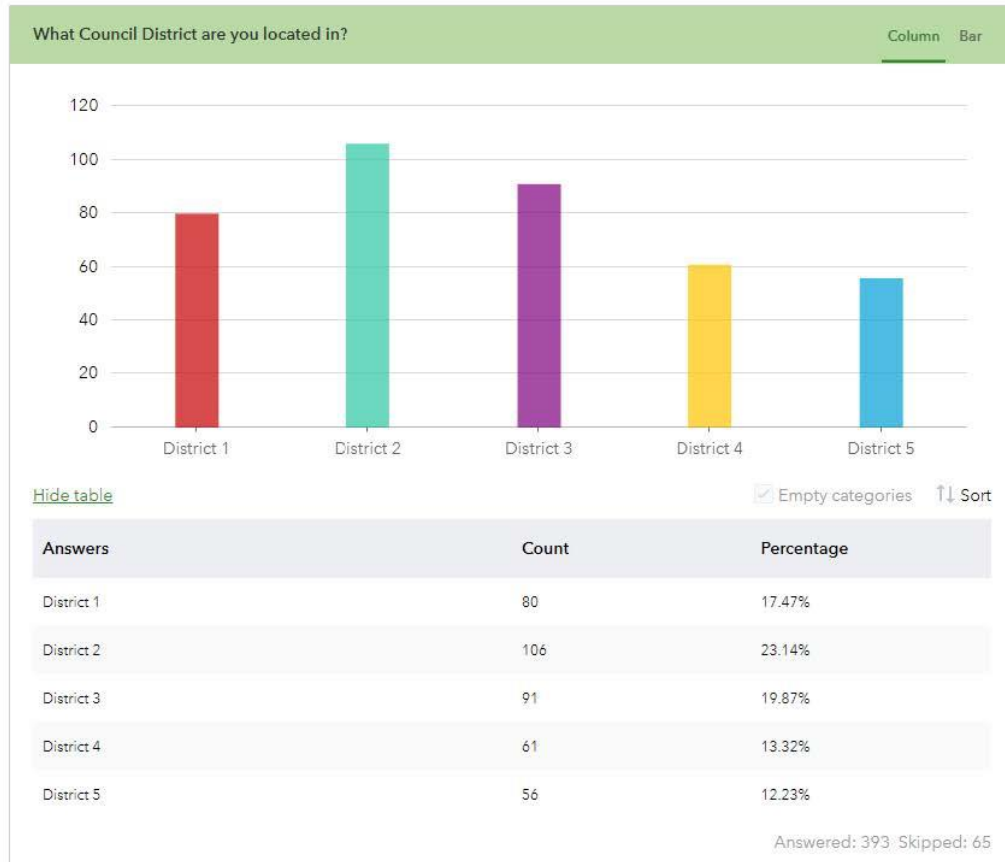 What Council District are you located in?
Column Bar
120
100
80
60
40
20
0
District 1 District 2 District 3 District 4 District 5
Hide table
Empty categories Sort
Answers Count Percentage
District 1 80 17.47%
District 2 106 23.14%
District 3 91 19.87%
District 4 61 13.32%
District 5 56 12.23%
Answered: 393 Skipped: 65